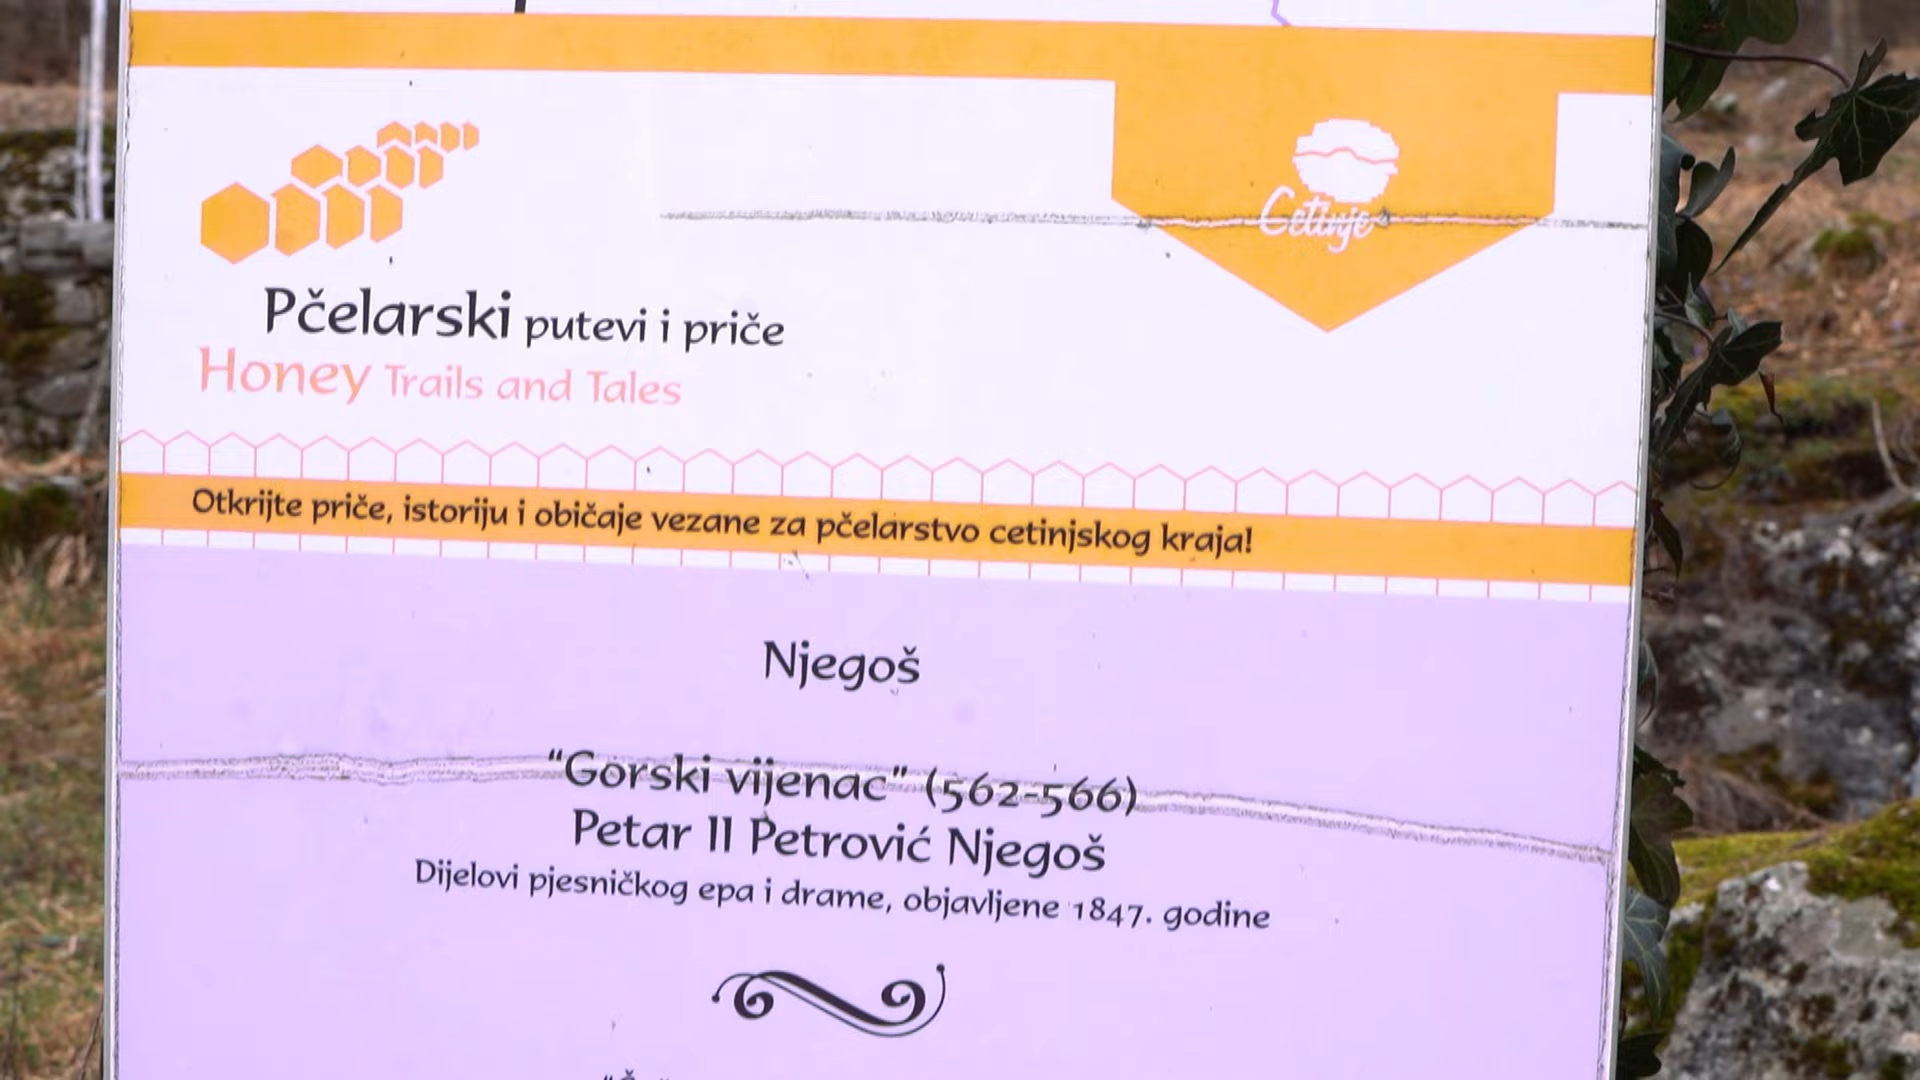 Cetinje
Pčelarski putevi i priče
Honey Trails and Tales
Otkrijte priče, istoriju i običaje vezane za pčelarstvo cetinjskog kraja!
Njegoš
“Gorski vijenac” (562-566)
Petar II Petrović Njegoš
Dijelovi pjesničkog epa i drame, objavljene 1847. godine